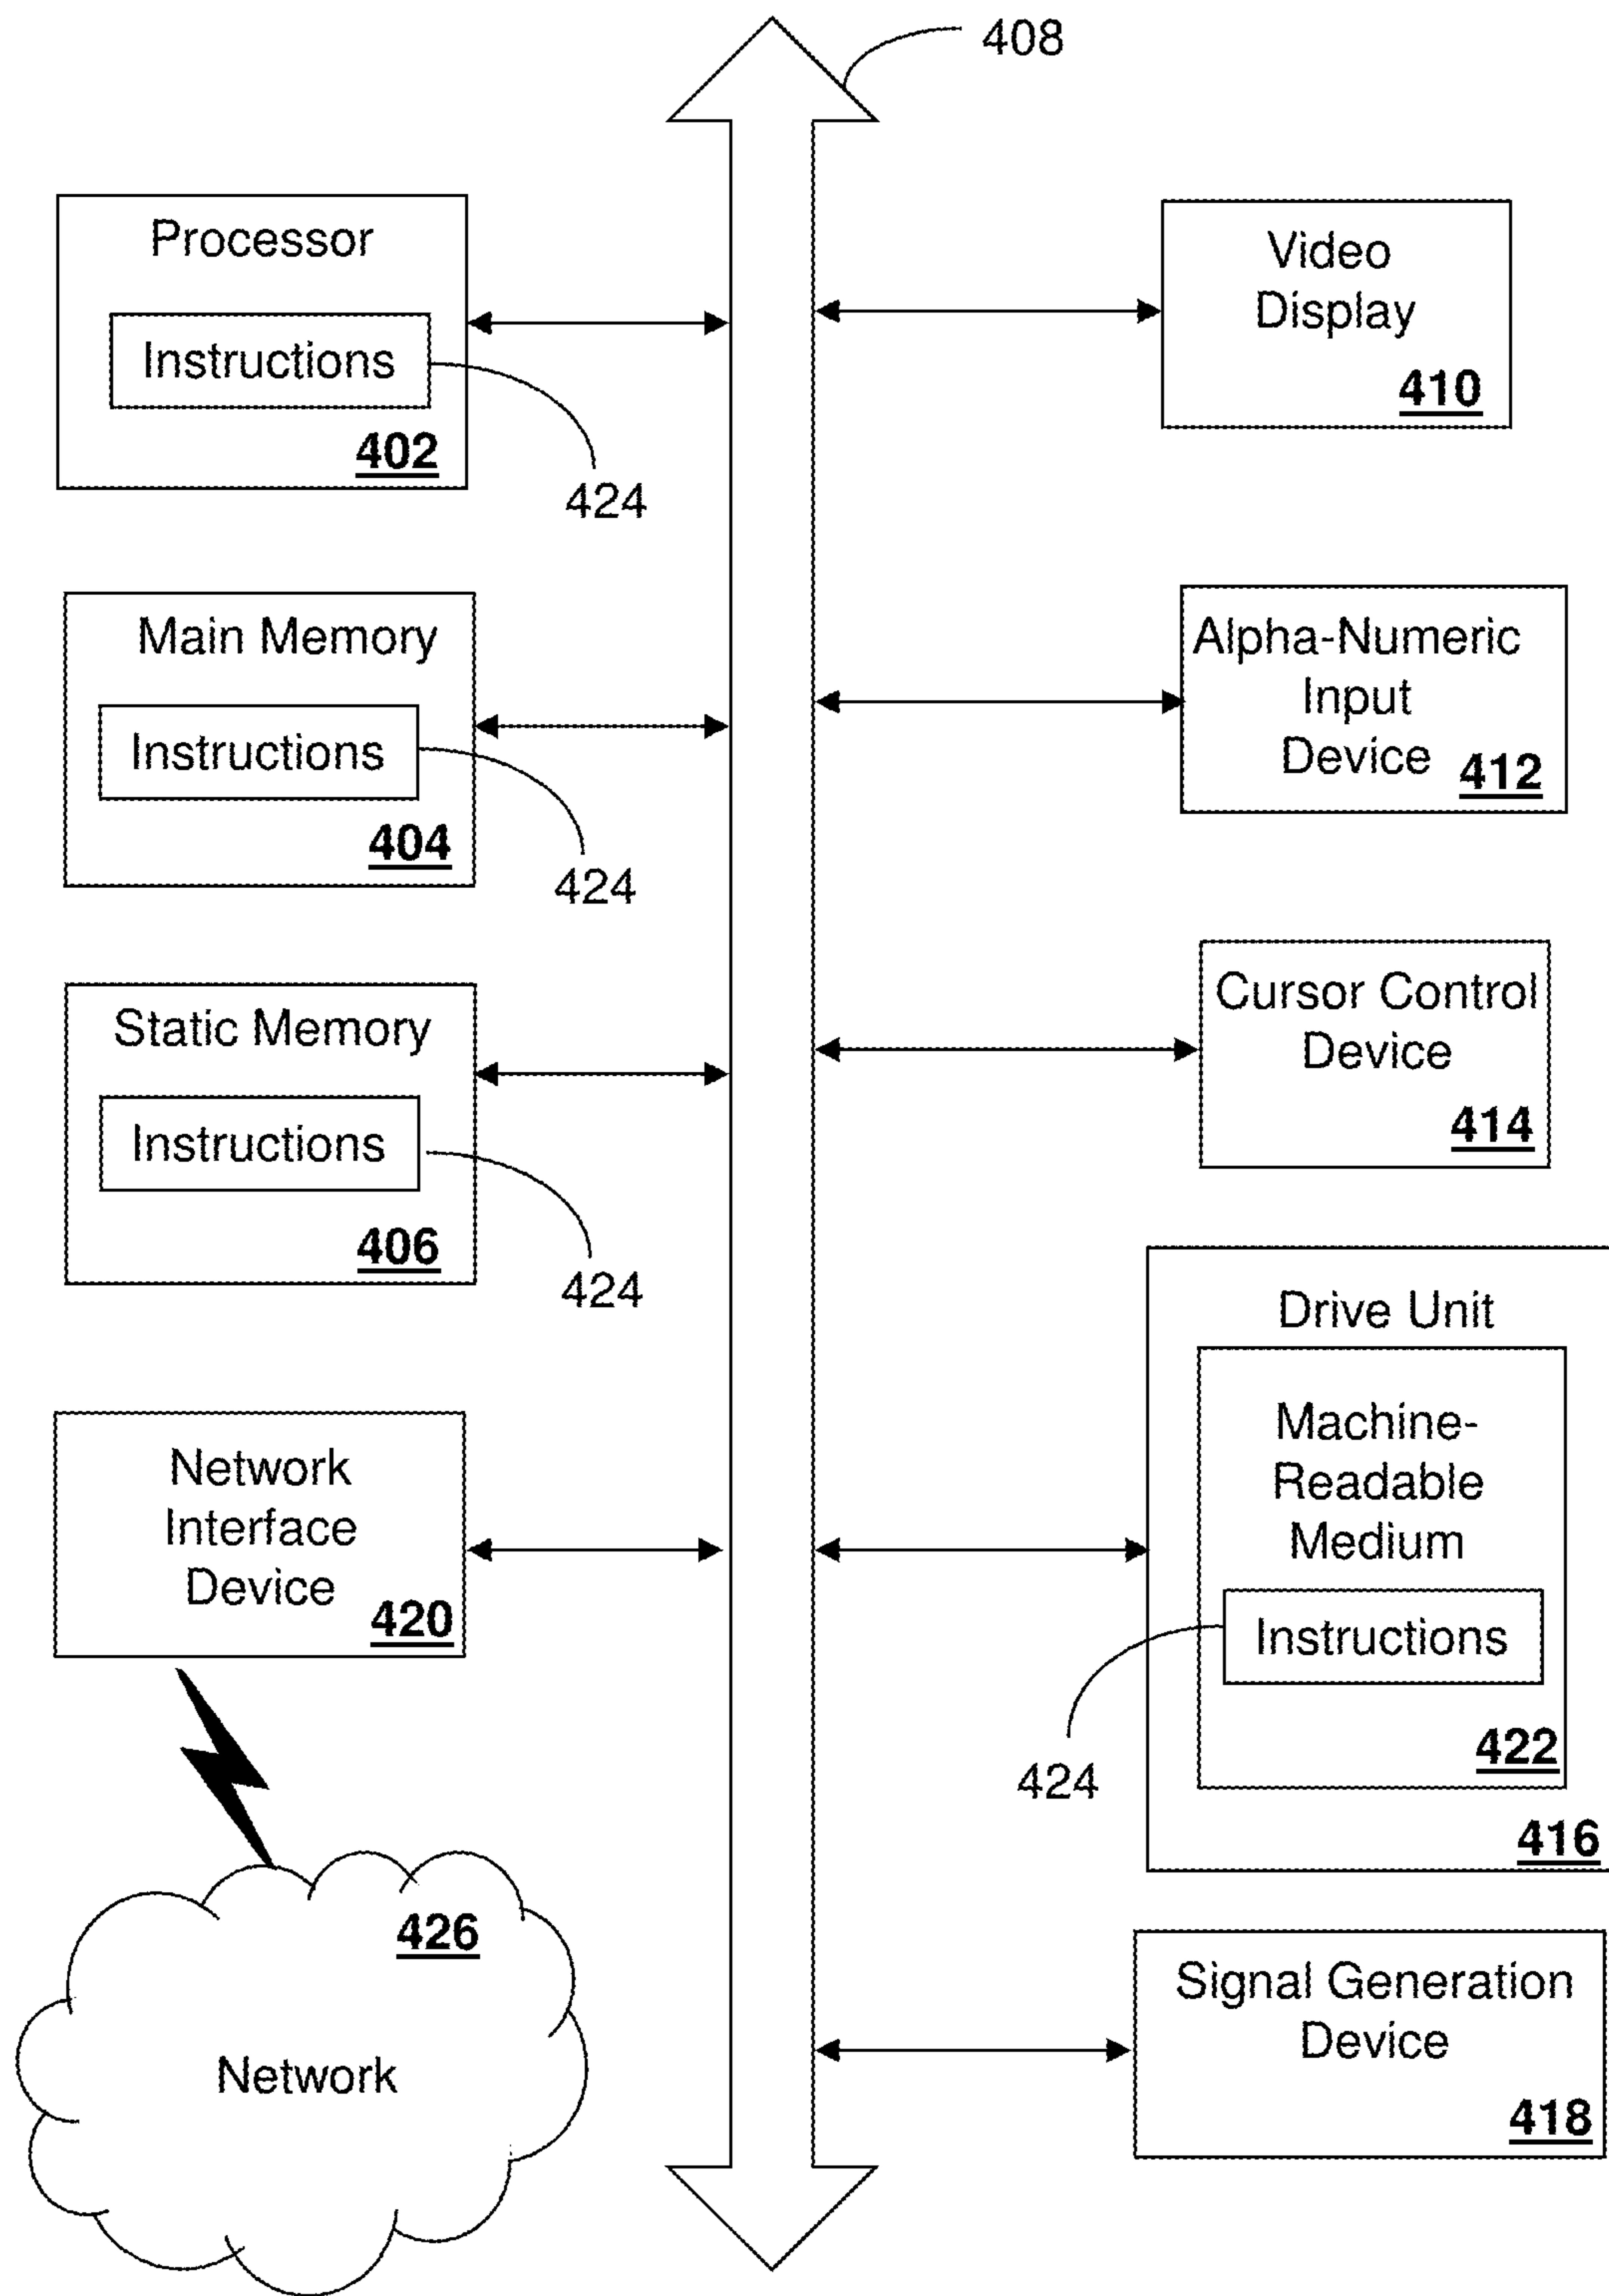 408
Processor
Instructions
402
424
Main Memory
Instructions
404
424
Static Memory
Instructions
406
424
Network
Interface
Device
420
426
Network
Video
Display
410
Alpha-Numeric
Input
Device
412
Cursor Control
Device
414
Drive Unit
Machine-
Readable
Medium
Instructions
424
422
416
Signal Generation
Device
418